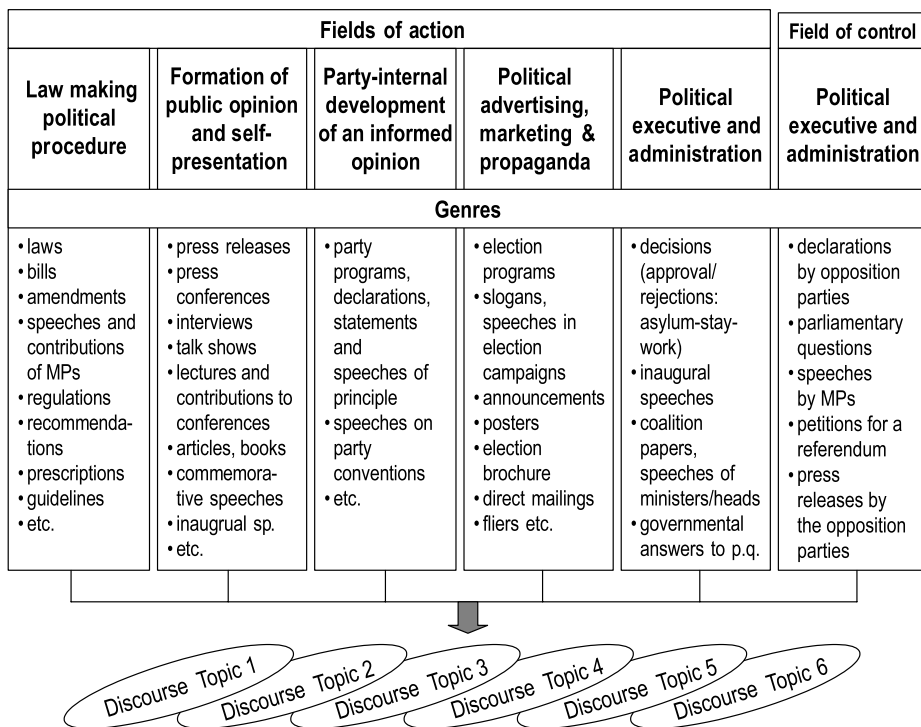 Fields of action
Field of control
Law making
political
procedure
Formation of
public opinion
and self-
presentation
Party-internal
development
of an informed
opinion
Political
advertising,
marketing &
propaganda
Political
executive and
administration
Political
executive and
administration
Genres
• laws
• bills
• amendments
• speeches and
contributions
of MPs
• regulations
• recommenda-
tions
• prescriptions
• guidelines
• etc.
• press releases
• press
conferences
• interviews
• talk shows
• lectures and
contributions to
conferences
• articles, books
• commemora-
tive speeches
• inaugrual sp.
• etc.
• party
programs,
declarations,
statements
and
speeches of
principle
• speeches on
party
conventions
• etc.
• election
programs
• slogans,
speeches in
election
campaigns
• announcements
• posters
• election
brochure
• direct mailings
• fliers etc.
• decisions
(approval/
rejections:
asylum-stay-
work)
• inaugural
speeches
• coalition
papers,
speeches of
ministers/heads
• governmental
answers to p.q.
• declarations
by opposition
parties
• parliamentary
questions
• speeches
by MPs
• petitions for a
referendum
• press
releases by
the opposition
parties
Discourse Topic 1
Discourse Topic 2
Discourse Topic 3
Discourse Topic 4
Discourse Topic 5
Discourse Topic 6